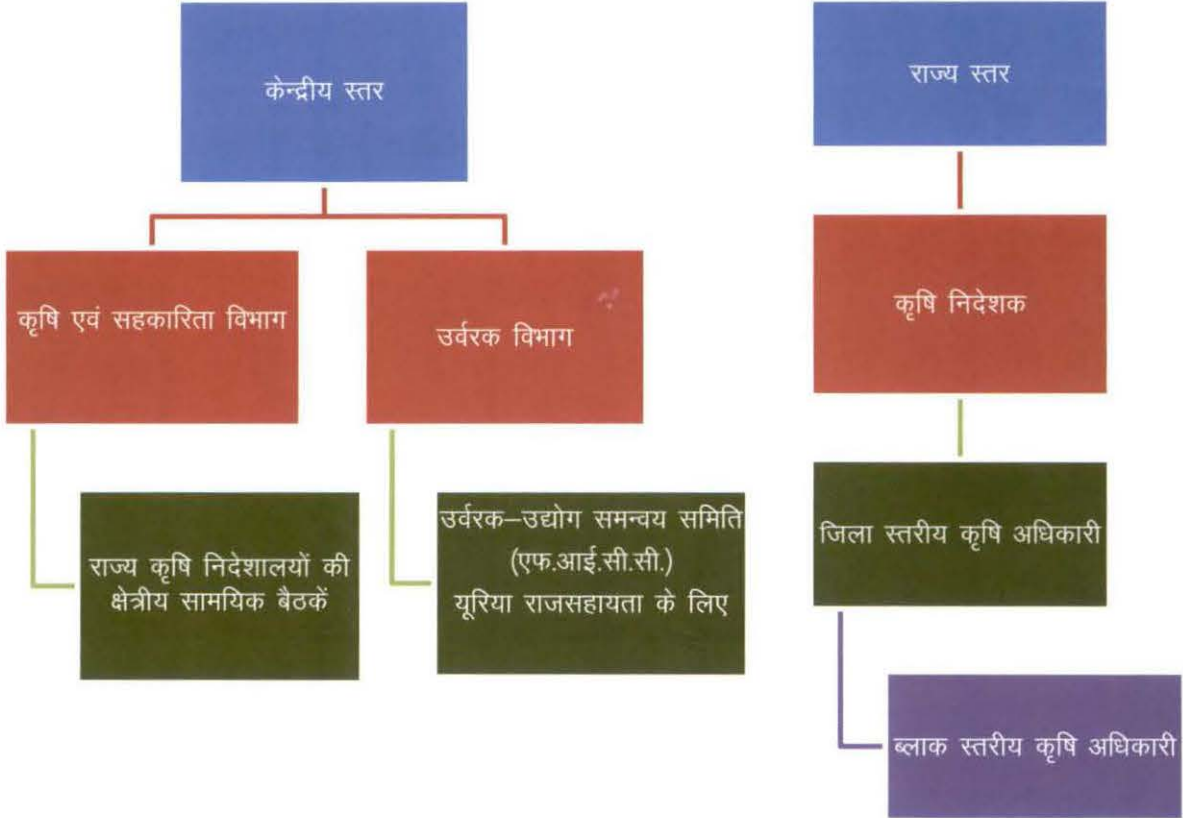 केन्द्रीय स्तर
कृषि एवं सहकारिता विभाग
उर्वरक विभाग
राज्य कृषि निदेशालयों की
क्षेत्रीय सामयिक बैठकें
उर्वरक–उद्योग समन्वय समिति
(एफ.आई.सी.सी.)
यूरिया राजसहायता के लिए
राज्य स्तर
कृषि निदेशक
जिला स्तरीय कृषि अधिकारी
ब्लाक स्तरीय कृषि अधिकारी